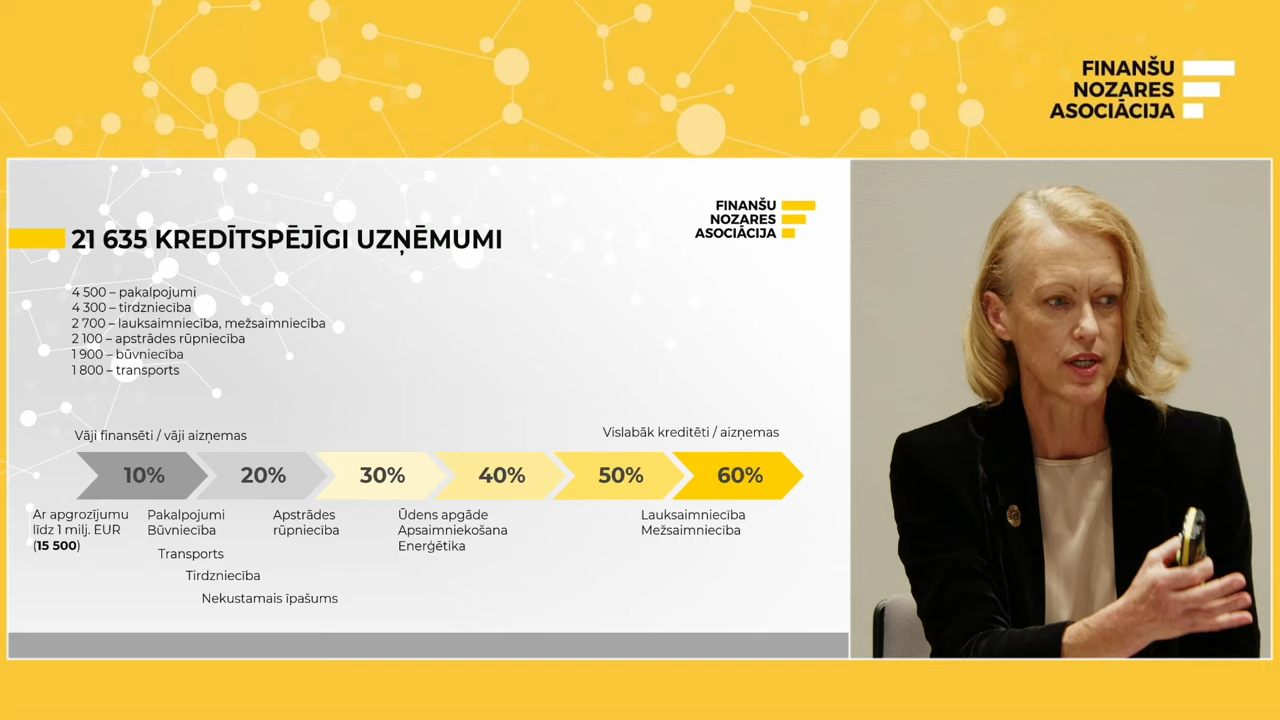 FINANŠU
NOZARES
ASOCIĀCIJA
FINANŠU
NOZARES
ASOCIĀCIJA
21 635 KREDĪTSPĒJĪGI UZŅĒMUMI
4 500 – pakalpojumi
4 300 – tirdzniecība
2 700 – lauksaimniecība, mežsaimniecība
2 100 – apstrādes rūpniecība
1 900 – būvniecība
1 800 – transports
Vāji finansēti / vāji aizņemas
Vislabāk kreditēti / aizņemas
10% 20% 30% 40% 50% 60%
Ar apgrozījumu
līdz 1 milj. EUR
(15 500)
Pakalpojumi
Būvniecība
Transports
Tirdzniecība
Nekustamais īpašums
Apstrādes
rūpniecība
Ūdens apgāde
Apsaimniekošana
Enerģētika
Lauksaimniecība
Mežsaimniecība